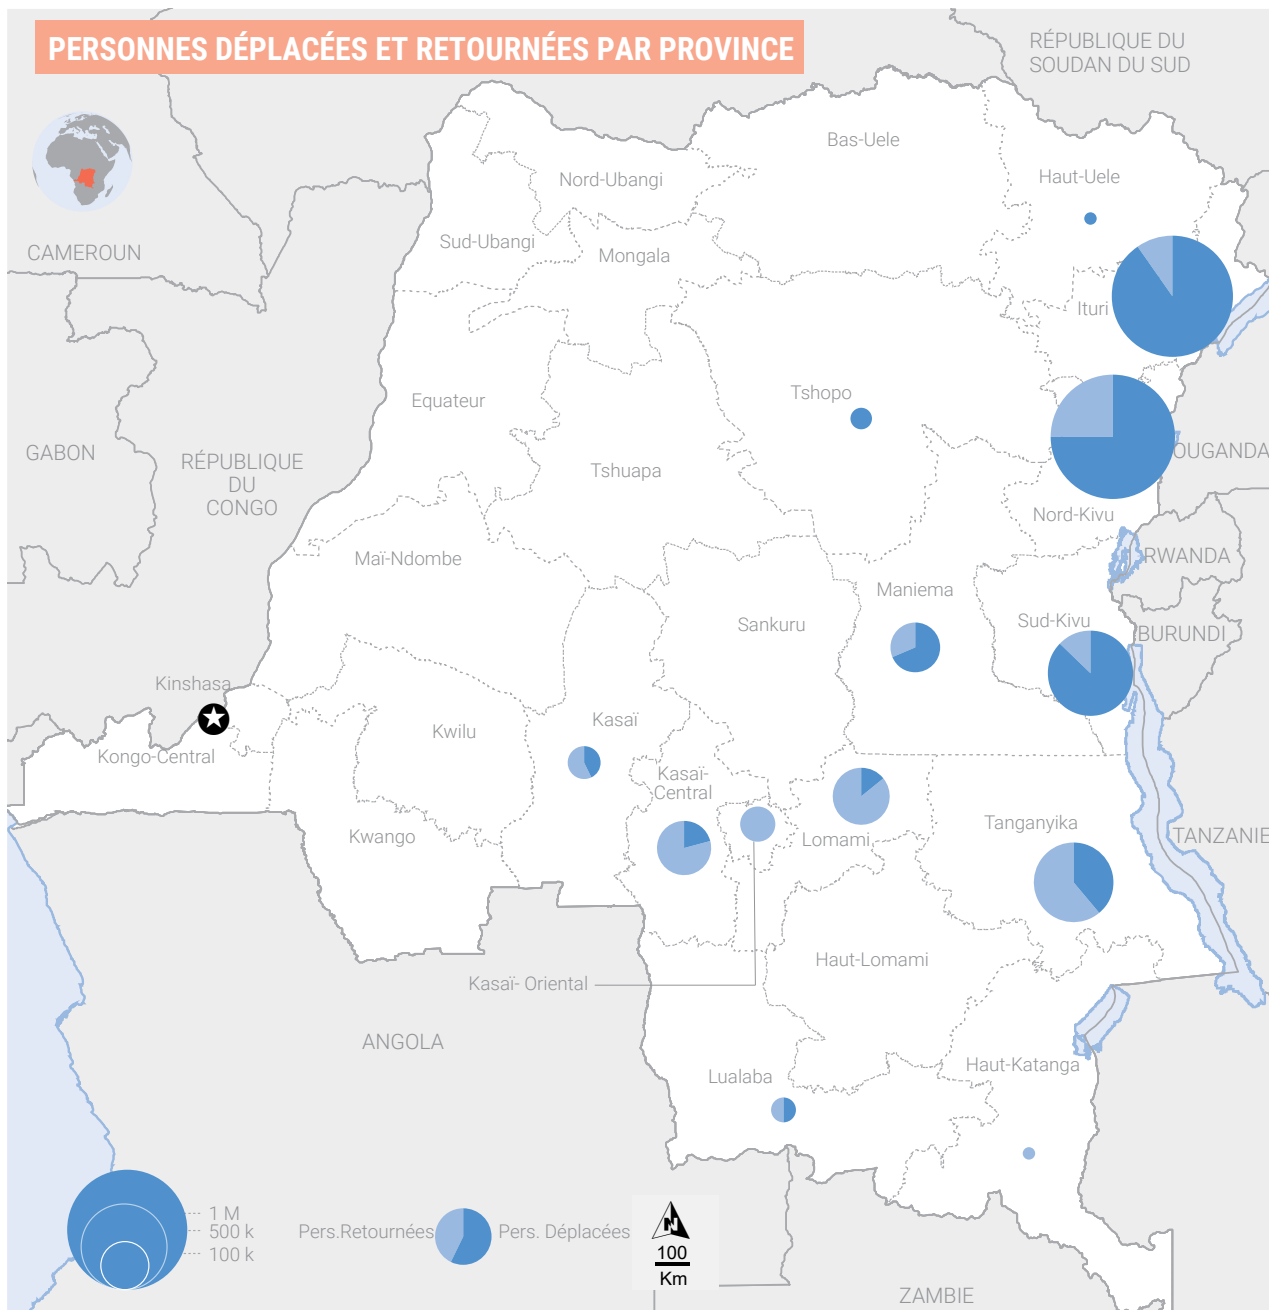 PERSONNES DÉPLACÉES ET RETOURNÉES PAR PROVINCE
RÉPUBLIQUE DU
SOUDAN DU SUD
Bas-Uele
Haut-Uele
Nord-Ubangi
Sud-Ubangi
Mongala
CAMEROUN
Ituri
Equateur
Tshopo
Tshuapa
GABON
RÉPUBLIQUE
DU
CONGO
OUGANDA
Nord-Kivu
Maï-Ndombe
RWANDA
Maniema
Sankuru
Sud-Kivu
BURUNDI
Kinshasa
Kasaï
Kwilu
Kongo-Central
Kasaï-
Central
Kwango
Lomami
Tanganyika
TANZANIE
Haut-Lomami
Kasaï- Oriental
ANGOLA
Lualaba
Haut-Katanga
1 M
500 k
100 k
Pers.Retournées
Pers. Déplacées
N
100
Km
ZAMBIE